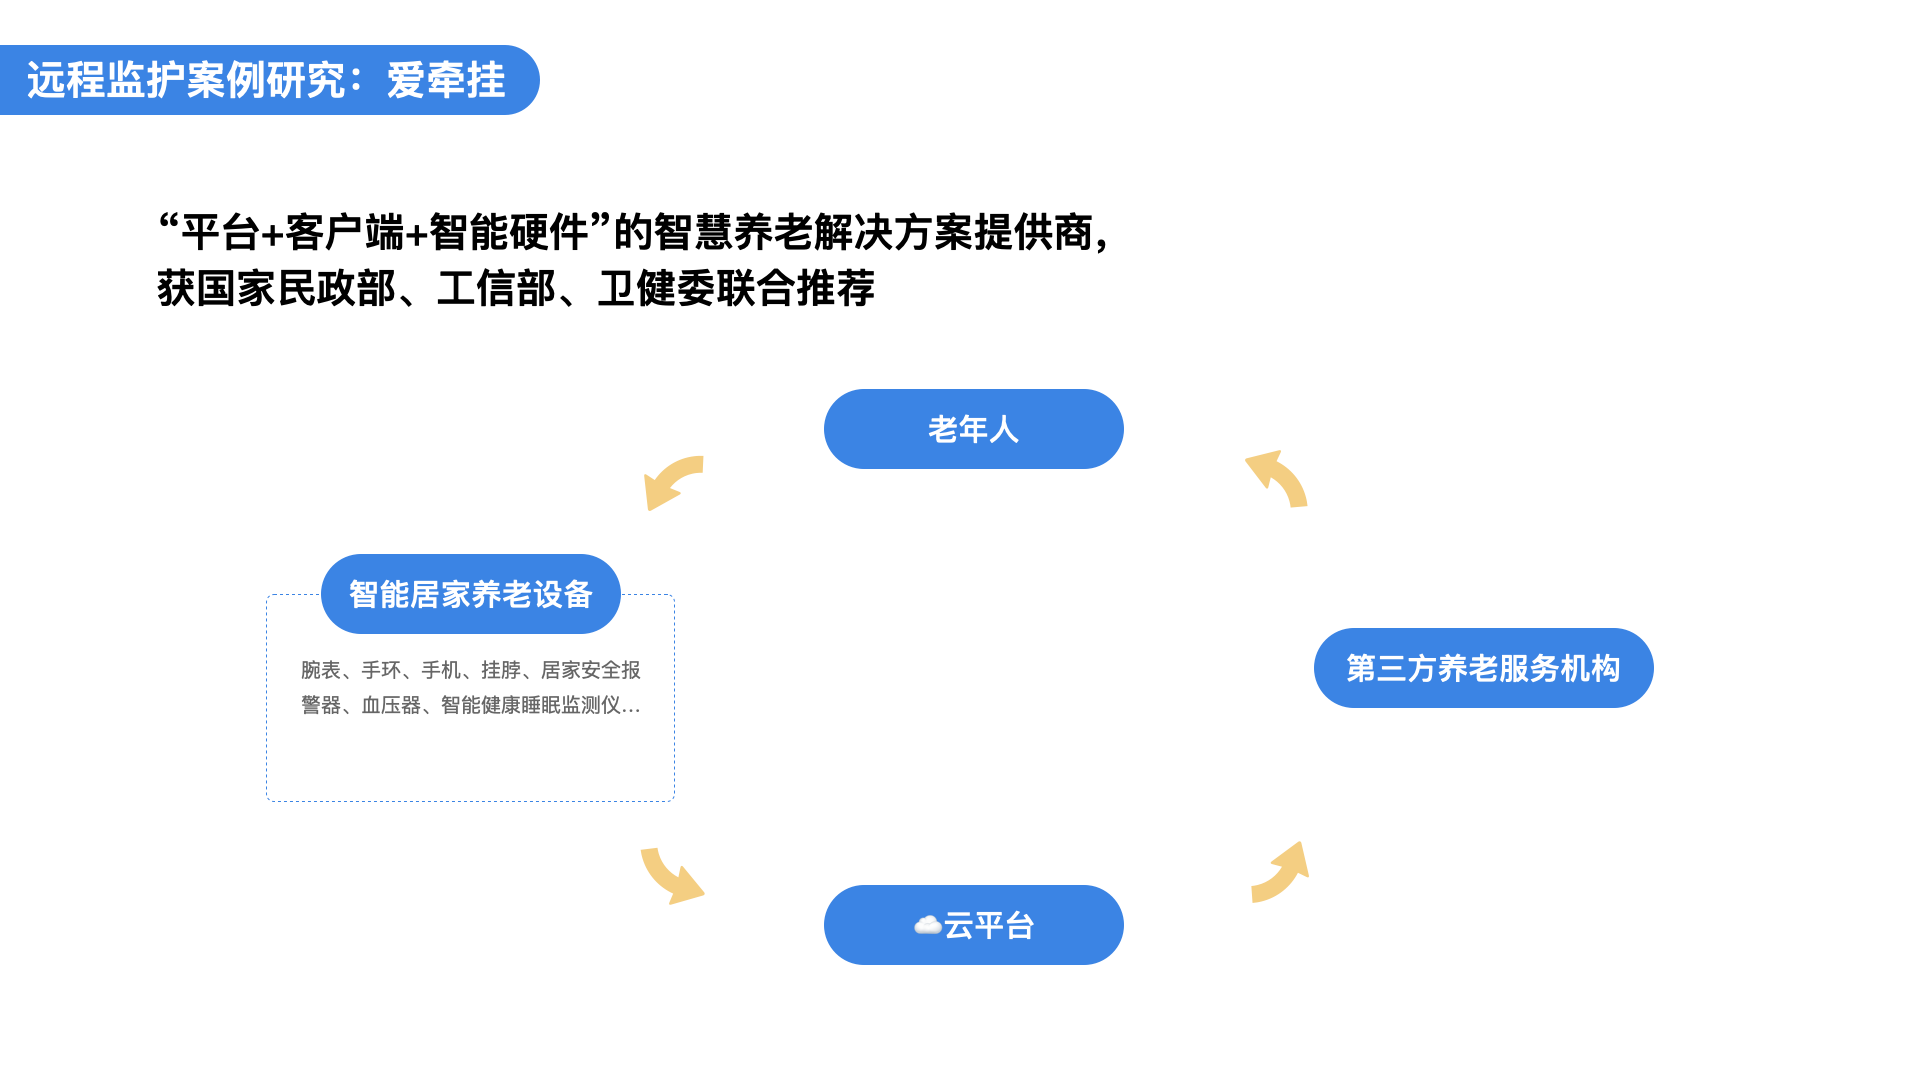 远程监护案例研究：爱牵挂
“平台+客户端+智能硬件”的智慧养老解决方案提供商，
获国家民政部、工信部、卫健委联合推荐
老年人
智能居家养老设备
腕表、手环、手机、挂脖、居家安全报
警器、血压器、智能健康睡眠监测仪...
第三方养老服务机构
☁️云平台